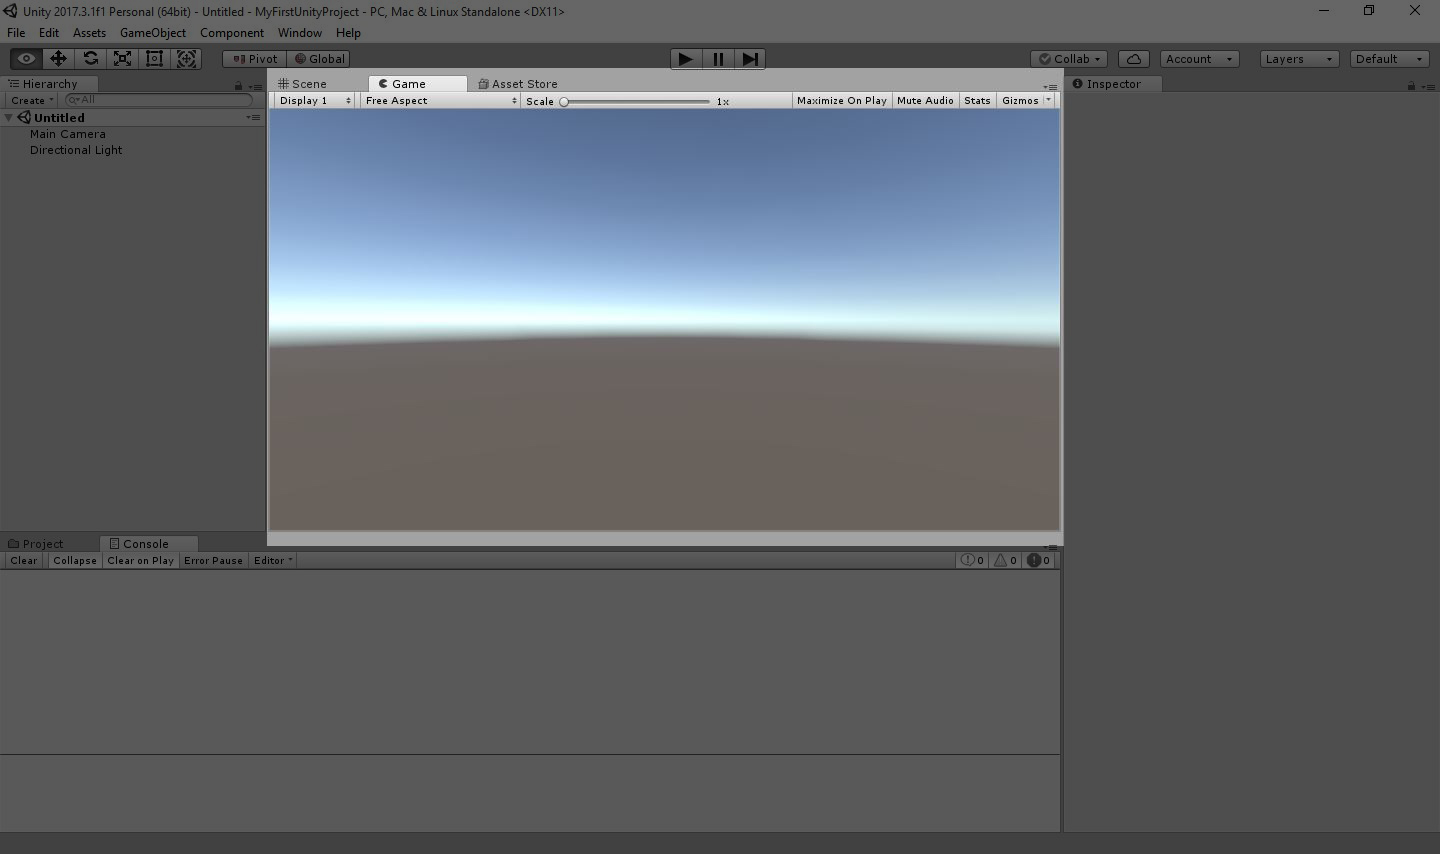 Unity 2017.3.1f1 Personal (64bit) - Untitled - MyFirstUnityProject - PC, Mac & Linux Standalone <DX11>
File Edit Assets GameObject Component Window Help
Pivot Global Collab Account Layers Default
Hierarchy Scene Game Asset Store Inspector
Create All Display 1 Free Aspect Scale 1x Maximize On Play Mute Audio Stats Gizmos
Untitled
Main Camera
Directional Light
Project Console
Clear Collapse Clear on Play Error Pause Editor 0 0 0